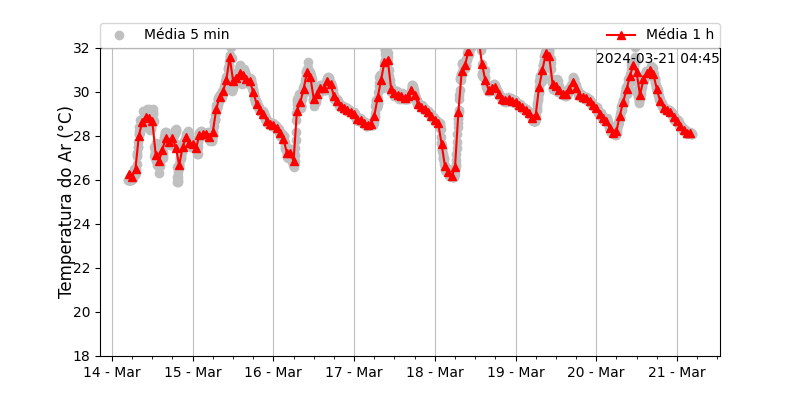 Média 5 min
Média 1 h
2024-03-21 04:45
Temperatura do Ar (°C)
32
30
28
26
24
22
20
18
14 - Mar
15 - Mar
16 - Mar
17 - Mar
18 - Mar
19 - Mar
20 - Mar
21 - Mar